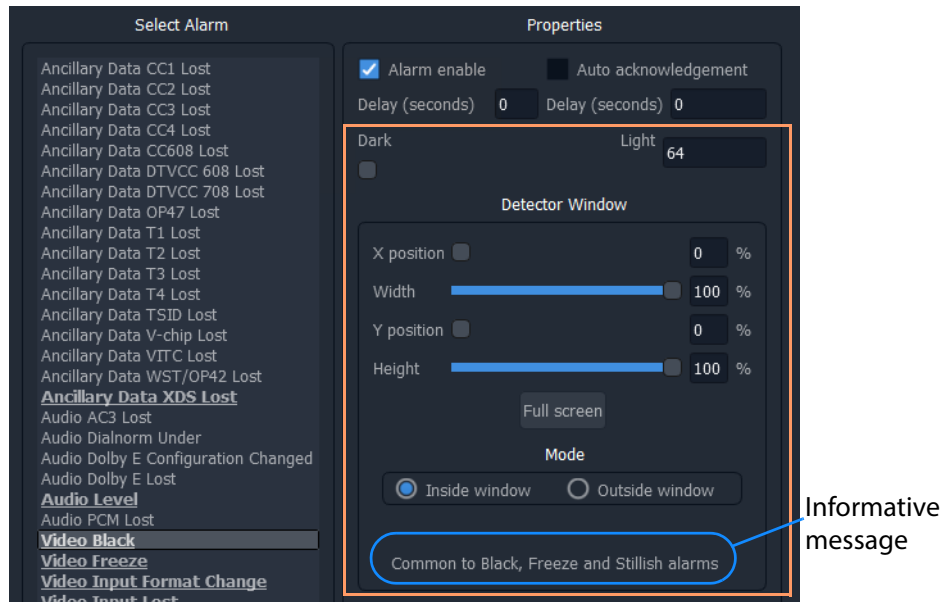 Select Alarm
Ancillary Data CC1 Lost
Ancillary Data CC2 Lost
Ancillary Data CC3 Lost
Ancillary Data CC4 Lost
Ancillary Data CC608 Lost
Ancillary Data DTVCC 608 Lost
Ancillary Data DTVCC 708 Lost
Ancillary Data OP47 Lost
Ancillary Data T1 Lost
Ancillary Data T2 Lost
Ancillary Data T3 Lost
Ancillary Data T4 Lost
Ancillary Data TSID Lost
Ancillary Data V-chip Lost
Ancillary Data VITC Lost
Ancillary Data WST/OP42 Lost
Ancillary Data XDS Lost
Audio AC3 Lost
Audio Dialnorm Under
Audio Dolby E Configuration Changed
Audio Dolby E Lost
Audio Level
Audio PCM Lost
Video Black
Video Freeze
Video Input Format Change
Video Input Lost
Properties
Alarm enable Auto acknowledgement
Delay (seconds) 0 Delay (seconds) 0
Dark Light 64
Detector Window
X position 0 %
Width 100 %
Y position 0 %
Height 100 %
Full screen
Mode
Inside window Outside window
Common to Black, Freeze and Stillish alarms
Informative
message